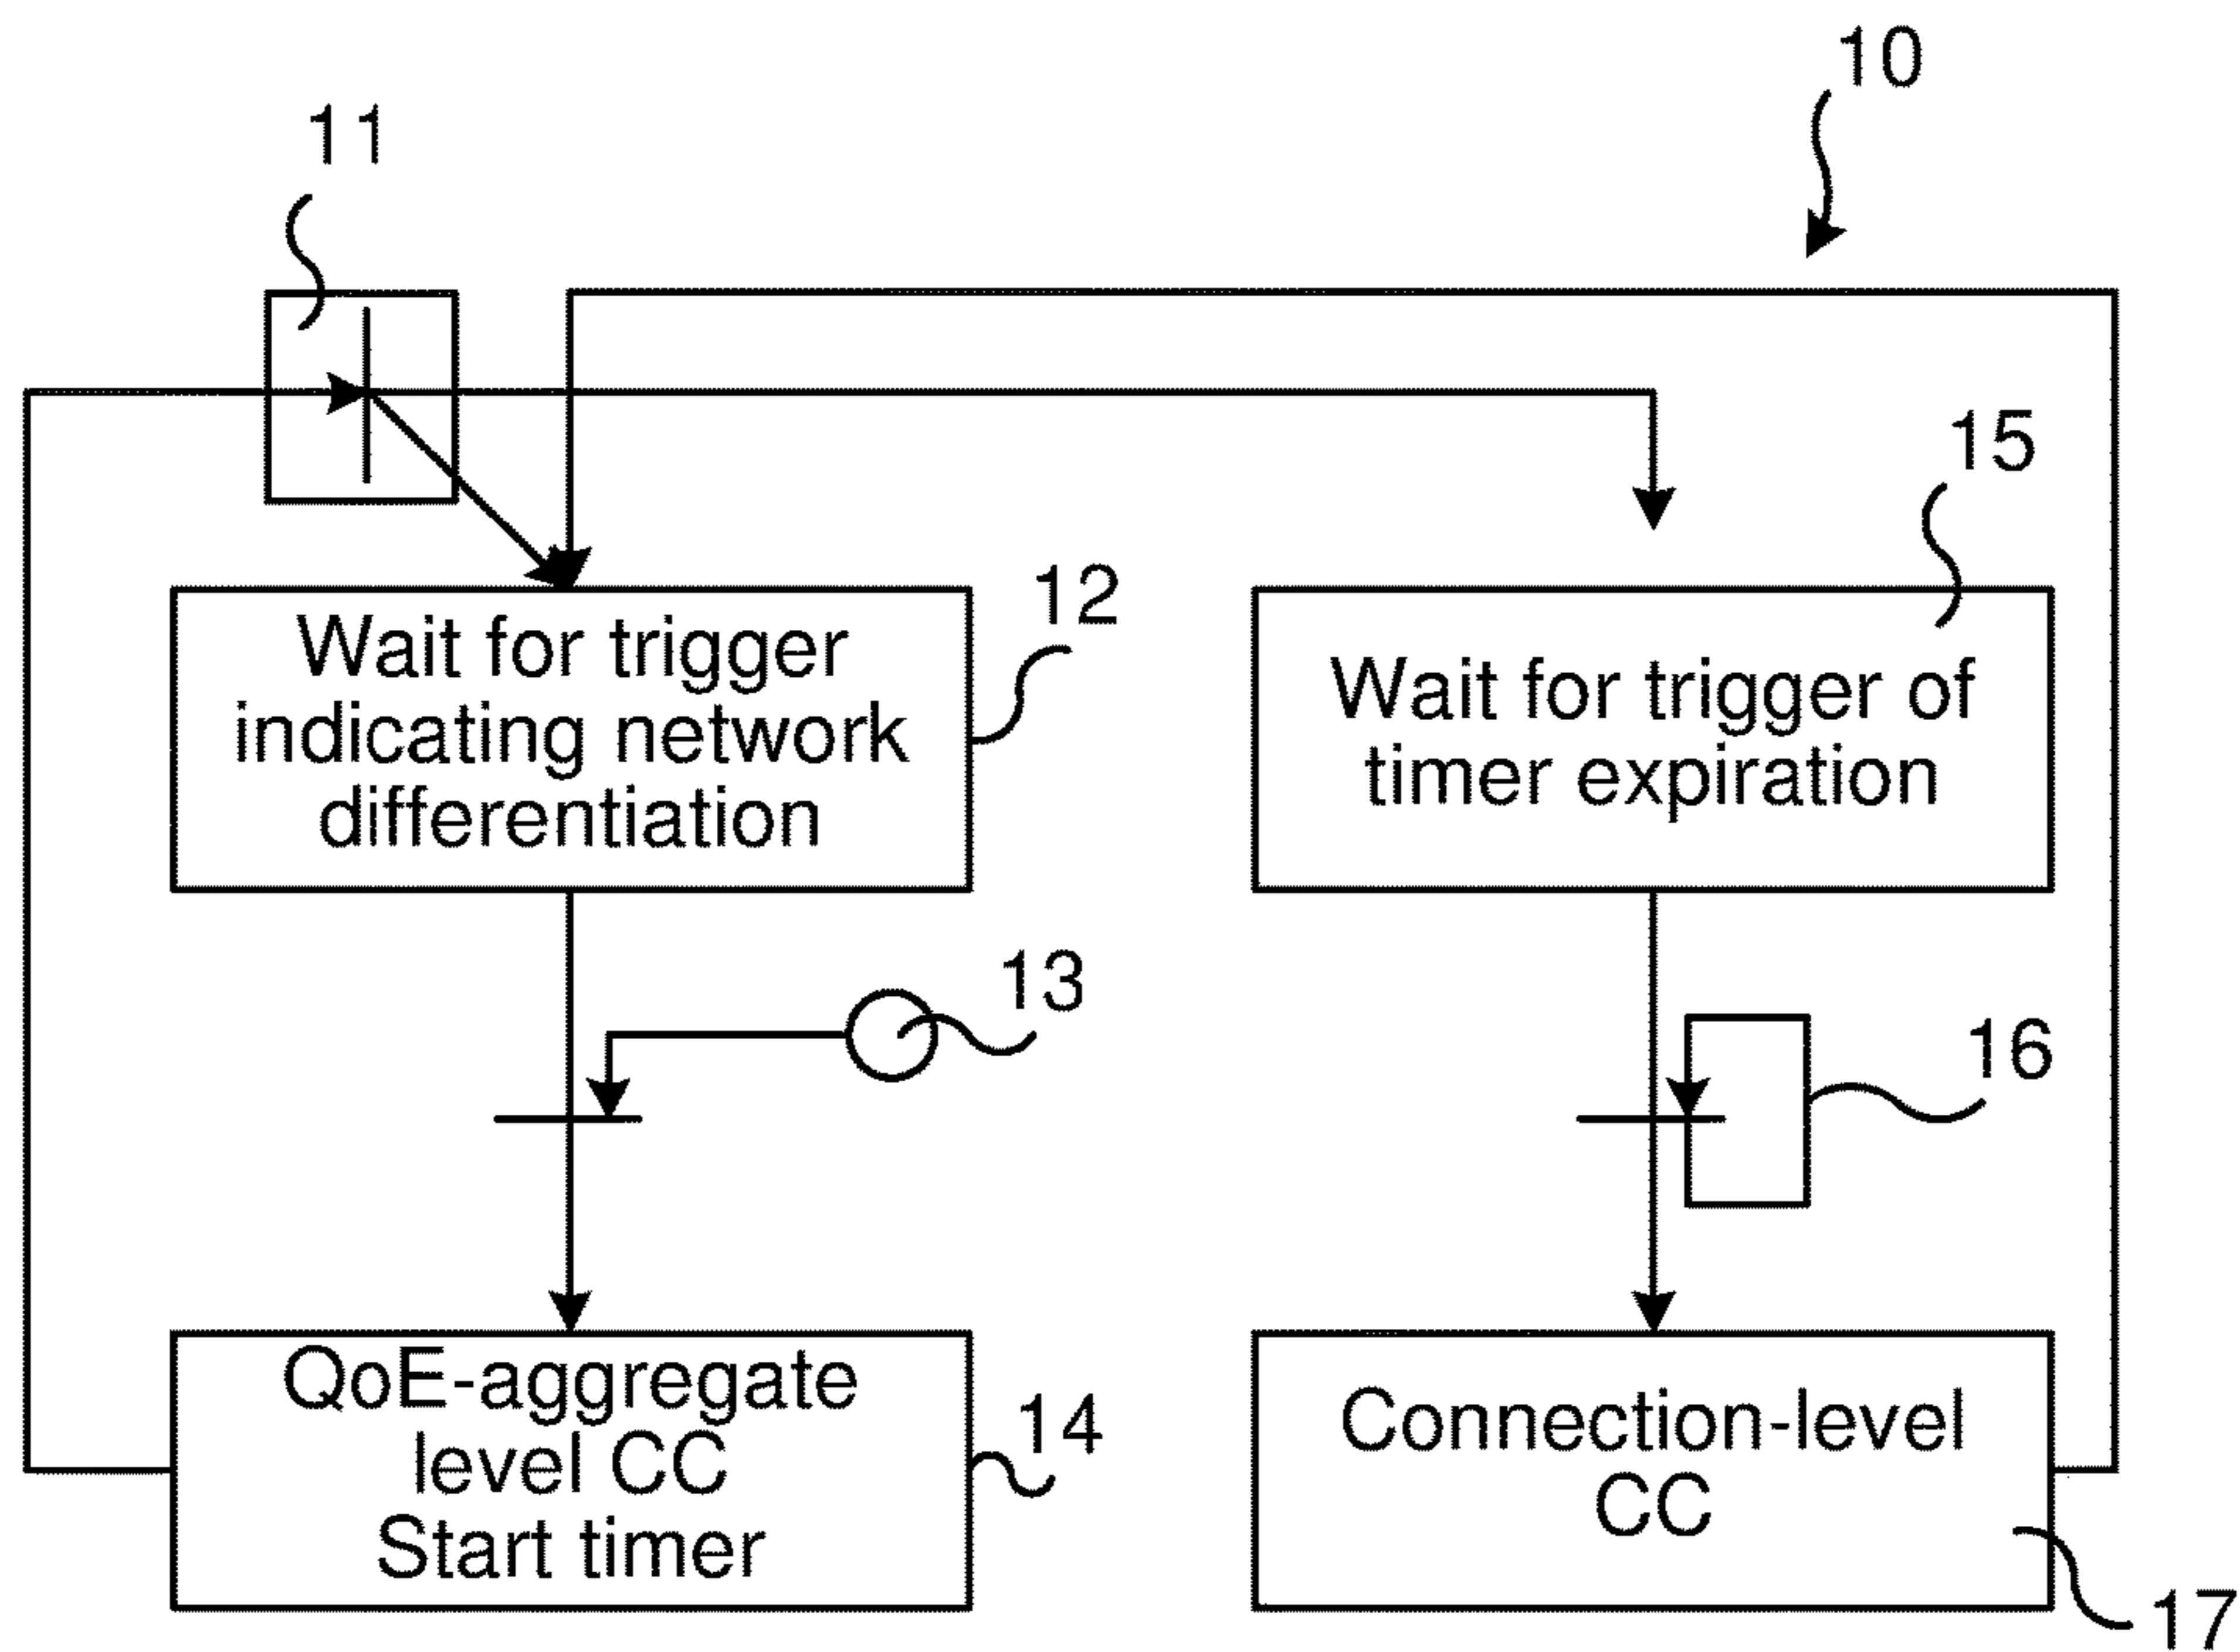 10
11
15
12
Wait for trigger
indicating network
differentiation
Wait for trigger of
timer expiration
13
16
QoE-aggregate
level CC
Start timer
14
Connection-level
CC
17